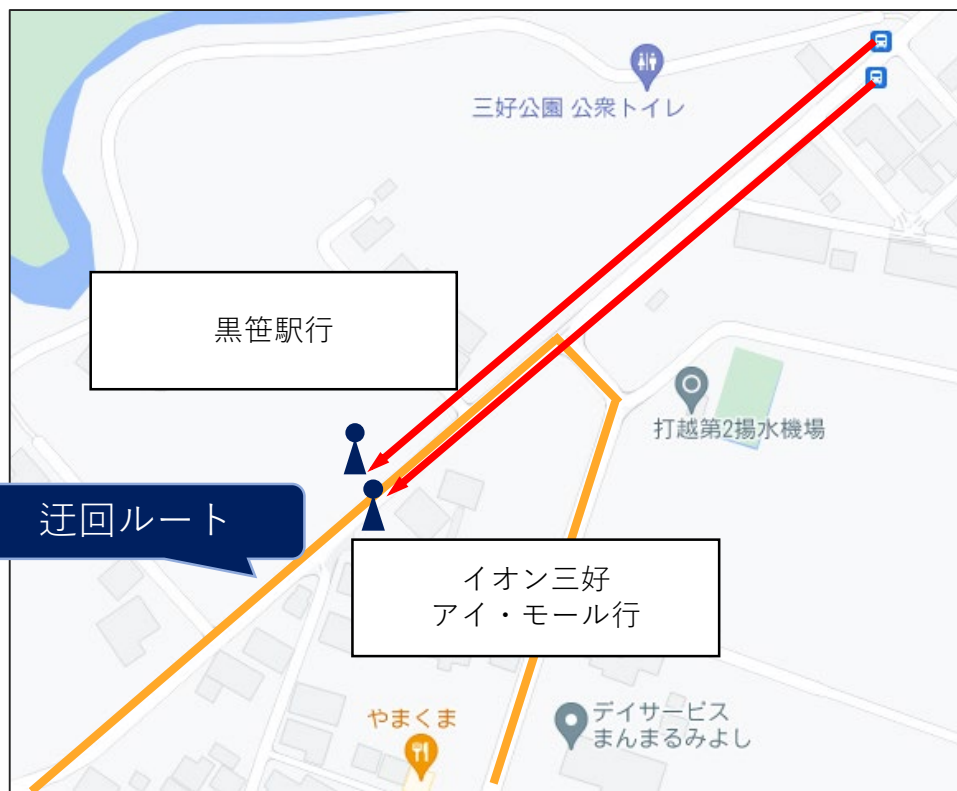 三好公園 公衆トイレ
黒笹駅行
打越第2揚水機場
迂回ルート
イオン三好
アイ・モール行
やまくま
デイサービス
まんまるみよし